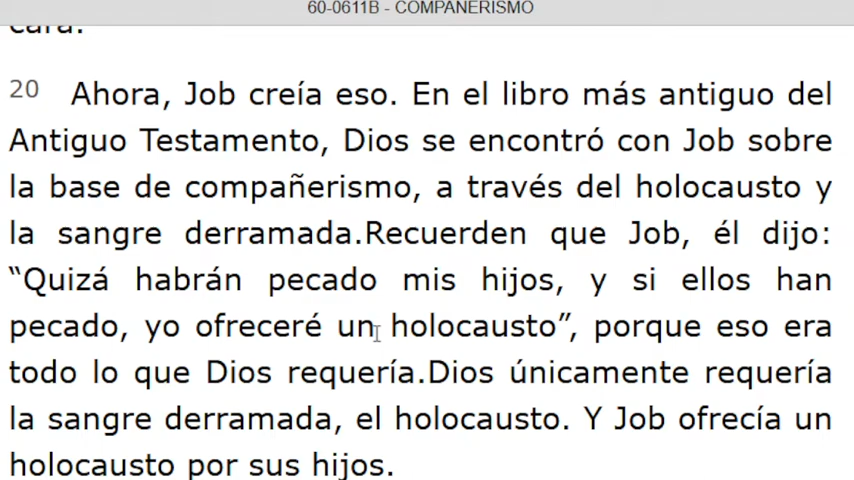 60-0611B - COMPAÑERISMO
cara.
20 Ahora, Job creía eso. En el libro más antiguo del
Antiguo Testamento, Dios se encontró con Job sobre
la base de compañerismo, a través del holocausto y
la sangre derramada.Recuerden que Job, él dijo:
“Quizá habrán pecado mis hijos, y si ellos han
pecado, yo ofreceré un holocausto”, porque eso era
todo lo que Dios requería.Dios únicamente requería
la sangre derramada, el holocausto. Y Job ofrecía un
holocausto por sus hijos.